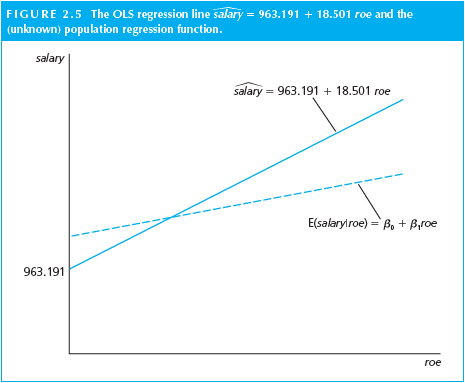 FIGURE 2.5 The OLS regression line salary^ = 963.191 + 18.501 roe and the
(unknown) population regression function.
salary
salary^ = 963.191 + 18.501 roe
E(salary|roe) = β₀ + β₁roe
963.191
roe